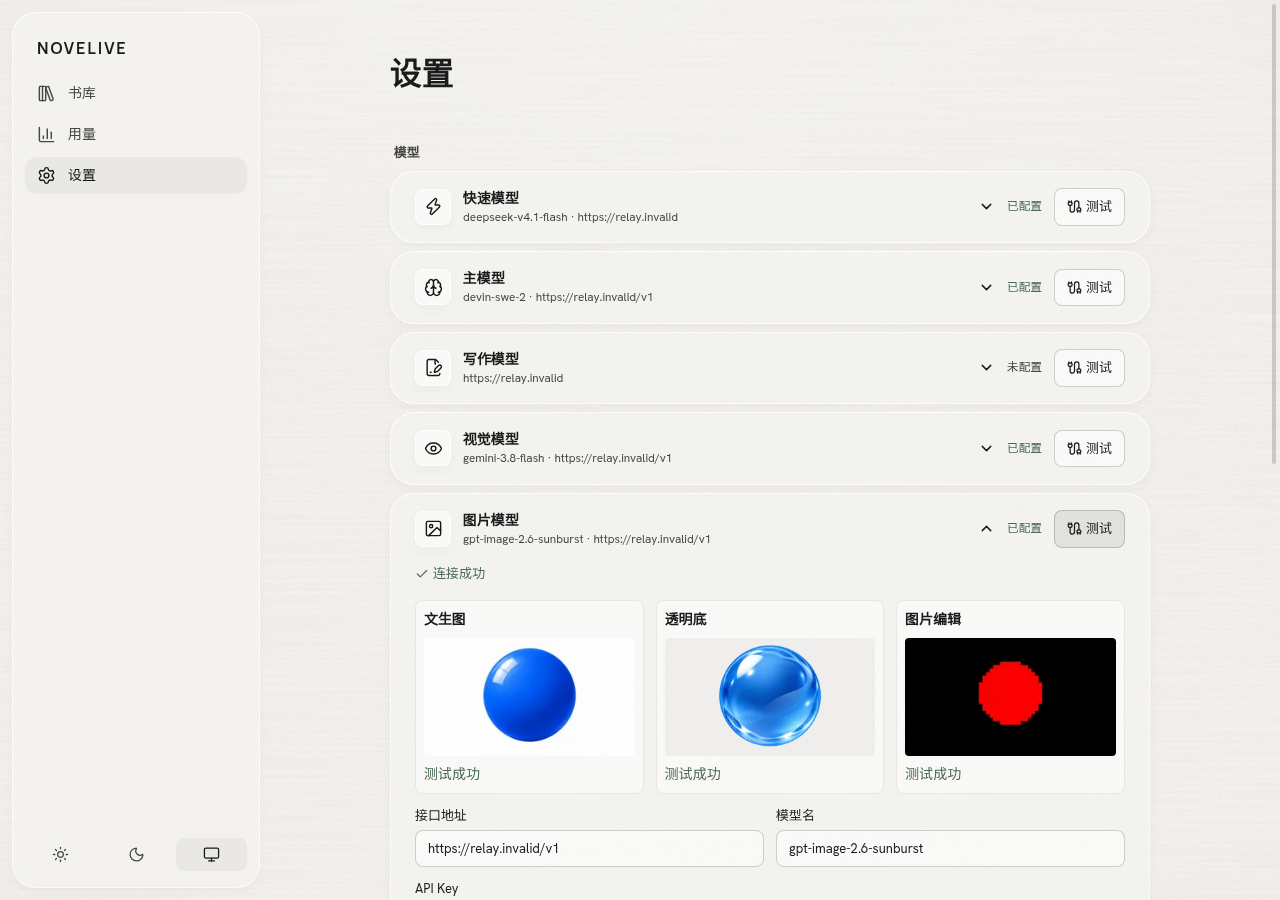 NOVELIVE
书库
用量
设置
设置
模型
快速模型
deepseek-v4.1-flash · https://relay.invalid
已配置
测试
主模型
devin-swe-2 · https://relay.invalid/v1
已配置
测试
写作模型
https://relay.invalid
未配置
测试
视觉模型
gemini-3.8-flash · https://relay.invalid/v1
已配置
测试
图片模型
gpt-image-2.6-sunburst · https://relay.invalid/v1
已配置
测试
连接成功
文生图
测试成功
透明底
测试成功
图片编辑
测试成功
接口地址
https://relay.invalid/v1
模型名
gpt-image-2.6-sunburst
API Key